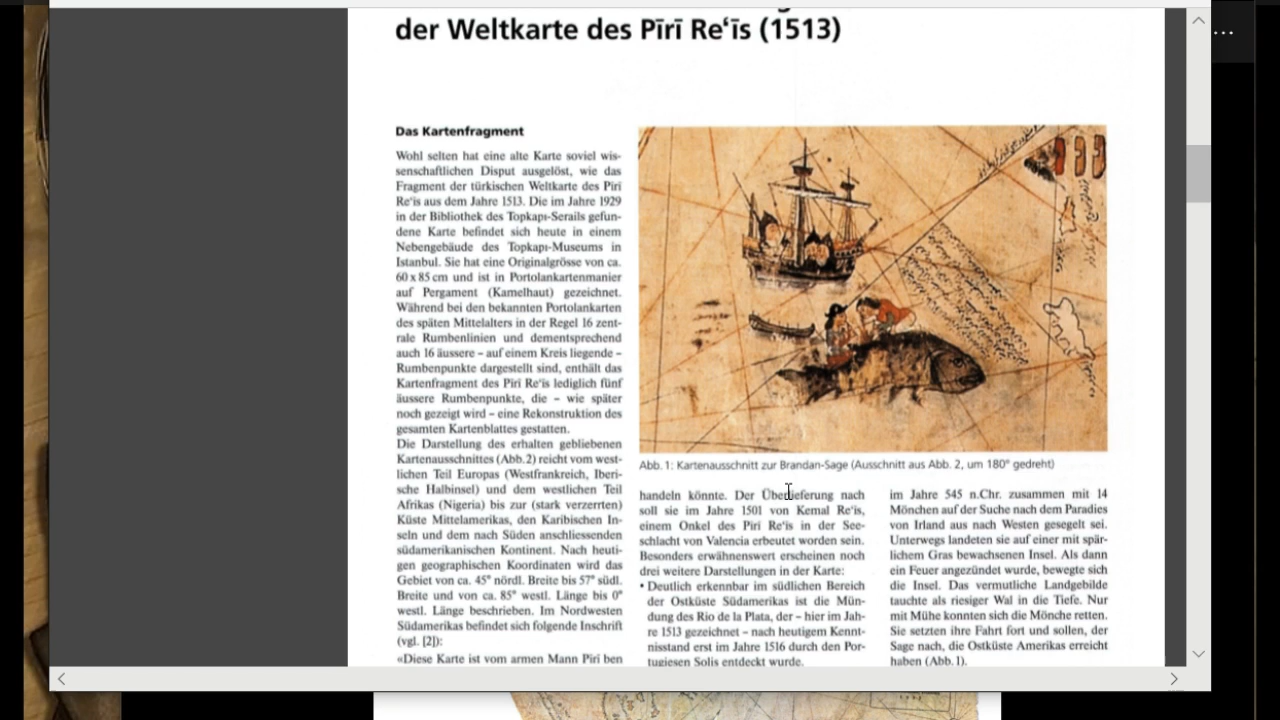 der Weltkarte des Pīrī Re‘īs (1513)
Das Kartenfragment
Wohl selten hat eine alte Karte soviel wis-
senschaftlichen Disput ausgelöst, wie das
Fragment der türkischen Weltkarte des Piri
Re‘is aus dem Jahre 1513. Die im Jahre 1929
in der Bibliothek des Topkapı-Serails gefun-
dene Karte befindet sich heute in einem
Nebengebäude des Topkapı-Museums in
Istanbul. Sie hat eine Originalgrösse von ca.
60 x 85 cm und ist in Portolankartenmanier
auf Pergament (Kamelhaut) gezeichnet.
Während bei den bekannten Portolankarten
des späten Mittelalters in der Regel 16 zent-
rale Rumbenlinien und dementsprechend
auch 16 äussere – auf einem Kreis liegende –
Rumbenpunkte dargestellt sind, enthält das
Kartenfragment des Piri Re‘is lediglich fünf
äussere Rumbenpunkte, die – wie später
noch gezeigt wird – eine Rekonstruktion des
gesamten Kartenblattes gestatten.
Die Darstellung des erhalten gebliebenen
Kartenausschnittes (Abb. 2) reicht vom west-
lichen Teil Europas (Westfrankreich, Iberi-
sche Halbinsel) und dem westlichen Teil
Afrikas (Nigeria) bis zur (stark verzerrten)
Küste Mittelamerikas, den Karibischen In-
seln und dem nach Süden anschliessenden
südamerikanischen Kontinent. Nach heuti-
gen geographischen Koordinaten wird das
Gebiet von ca. 45° nördl. Breite bis 57° südl.
Breite und von ca. 85° westl. Länge bis 0°
westl. Länge beschrieben. Im Nordwesten
Südamerikas befindet sich folgende Inschrift
(vgl. [2]):
«Diese Karte ist vom armen Mann Piri ben
Abb. 1: Kartenausschnitt zur Brandan-Sage (Ausschnitt aus Abb. 2, um 180° gedreht)
handeln könnte. Der Überlieferung nach
soll sie im Jahre 1501 von Kemal Re‘is,
einem Onkel des Piri Re‘is in der See-
schlacht von Valencia erbeutet worden sein.
Besonders erwähnenswert erscheinen noch
drei weitere Darstellungen in der Karte:
• Deutlich erkennbar im südlichen Bereich
der Ostküste Südamerikas ist die Mün-
dung des Rio de la Plata, der – hier im Jah-
re 1513 gezeichnet – nach heutigem Kennt-
nisstand erst im Jahre 1516 durch den Por-
tugiesen Solis entdeckt wurde.
im Jahre 545 n.Chr. zusammen mit 14
Mönchen auf der Suche nach dem Paradies
von Irland aus nach Westen gesegelt sei.
Unterwegs landeten sie auf einer mit spär-
lichem Gras bewachsenen Insel. Als dann
ein Feuer angezündet wurde, bewegte sich
die Insel. Das vermutliche Landgebilde
tauchte als riesiger Wal in die Tiefe. Nur
mit Mühe konnten sich die Mönche retten.
Sie setzten ihre Fahrt fort und sollen, der
Sage nach, die Ostküste Amerikas erreicht
haben (Abb. 1).